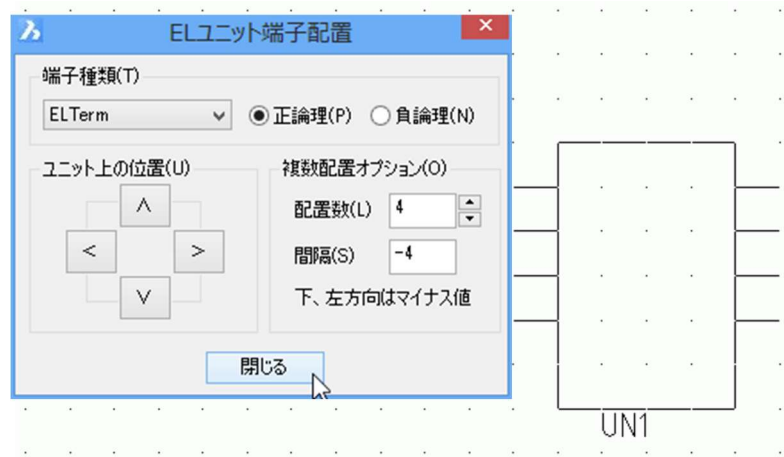 ELユニット端子配置
端子種類(T)
ELTerm
正論理(P)
負論理(N)
ユニット上の位置(U)
複数配置オプション(O)
配置数(L)
4
間隔(S)
-4
下、左方向はマイナス値
閉じる
UN1